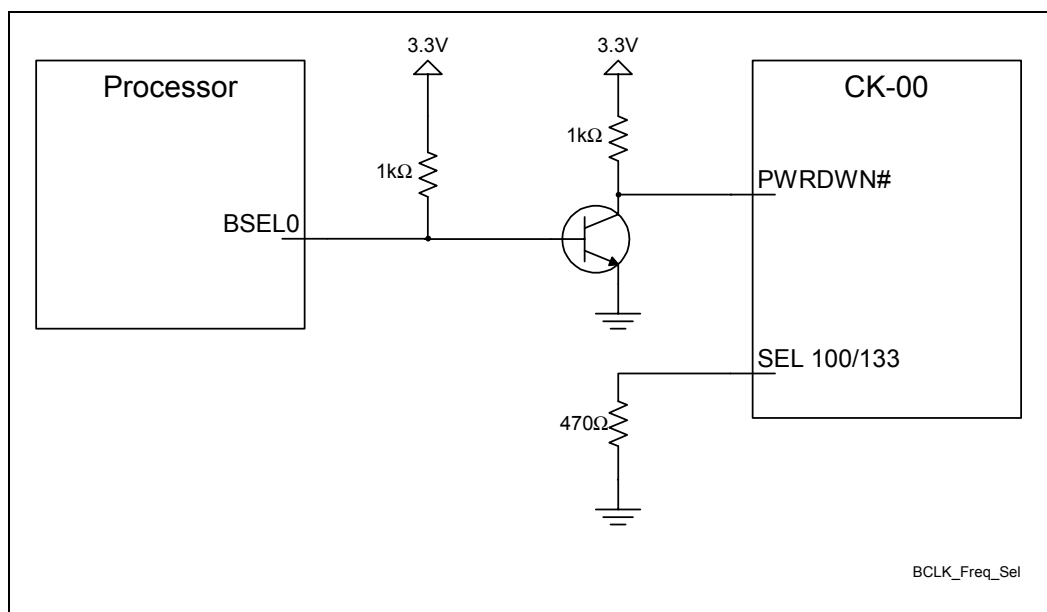 3.3V
3.3V
Processor
CK-00
1kΩ
1kΩ
PWRDWN#
BSEL0
SEL 100/133
470Ω
BCLK_Freq_Sel